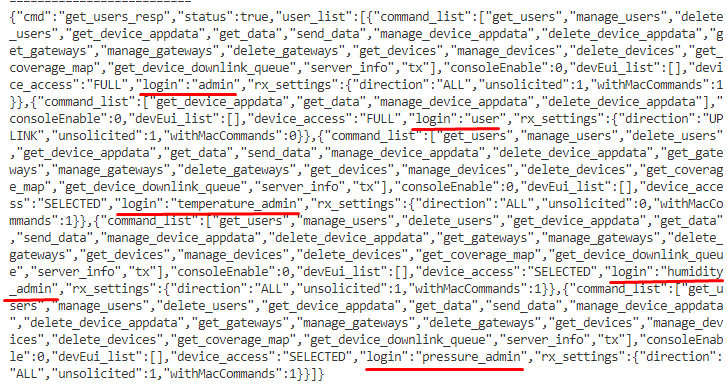 {"cmd":"get_users_resp","status":true,"user_list":[{"command_list":["get_users","manage_users","delete
_users","get_device_appdata","get_data","send_data","manage_device_appdata","delete_device_appdata","g
et_gateways","manage_gateways","delete_gateways","get_devices","manage_devices","delete_devices","get_
coverage_map","get_device_downlink_queue","server_info","tx"],"consoleEnable":0,"devEui_list":[],"devi
ce_access":"FULL","login":"admin","rx_settings":{"direction":"ALL","unsolicited":1,"withMacCommands":1
}},{"command_list":["get_device_appdata","get_data","manage_device_appdata","delete_device_appdata"],"
consoleEnable":0,"devEui_list":[],"device_access":"FULL","login":"user","rx_settings":{"direction":"UP
LINK","unsolicited":1,"withMacCommands":0}},{"command_list":["get_users","manage_users","delete_users"
,"get_device_appdata","get_data","send_data","manage_device_appdata","delete_device_appdata","get_gate
ways","manage_gateways","delete_gateways","get_devices","manage_devices","delete_devices","get_coverag
e_map","get_device_downlink_queue","server_info","tx"],"consoleEnable":0,"devEui_list":[],"device_acce
ss":"SELECTED","login":"temperature_admin","rx_settings":{"direction":"ALL","unsolicited":0,"withMacCo
mmands":1}},{"command_list":["get_users","manage_users","delete_users","get_device_appdata","get_data"
,"send_data","manage_device_appdata","delete_device_appdata","get_gateways","manage_gateways","delete_
gateways","get_devices","manage_devices","delete_devices","get_coverage_map","get_device_downlink_queu
e","server_info","tx"],"consoleEnable":0,"devEui_list":[],"device_access":"SELECTED","login":"humidity
_admin","rx_settings":{"direction":"ALL","unsolicited":1,"withMacCommands":1}},{"command_list":["get_u
sers","manage_users","delete_users","get_device_appdata","get_data","send_data","manage_device_appdata
","delete_device_appdata","get_gateways","manage_gateways","delete_gateways","get_devices","manage_dev
ices","delete_devices","get_coverage_map","get_device_downlink_queue","server_info","tx"],"consoleEnab
le":0,"devEui_list":[],"device_access":"SELECTED","login":"pressure_admin","rx_settings":{"direction":
"ALL","unsolicited":1,"withMacCommands":1}}]}